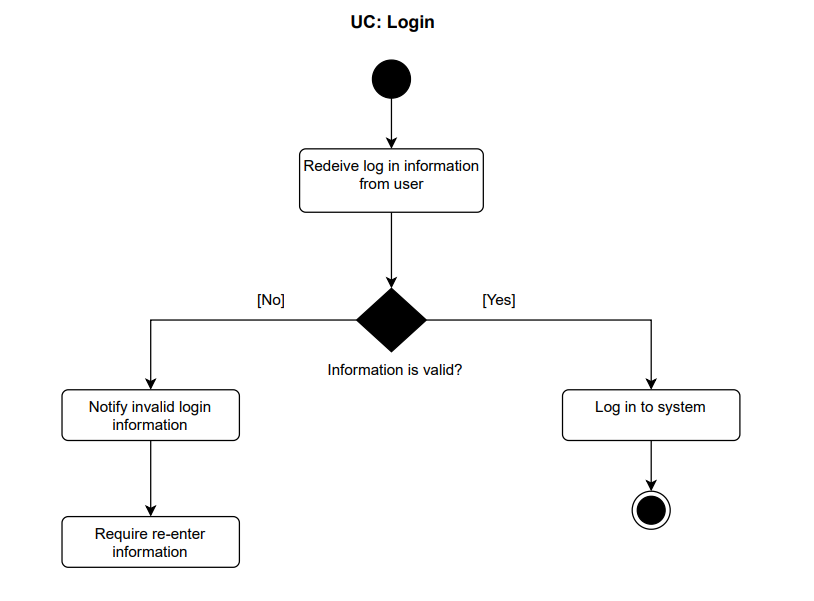 UC: Login
Redeive log in information
from user
[No]
[Yes]
Information is valid?
Notify invalid login
information
Log in to system
Require re-enter
information